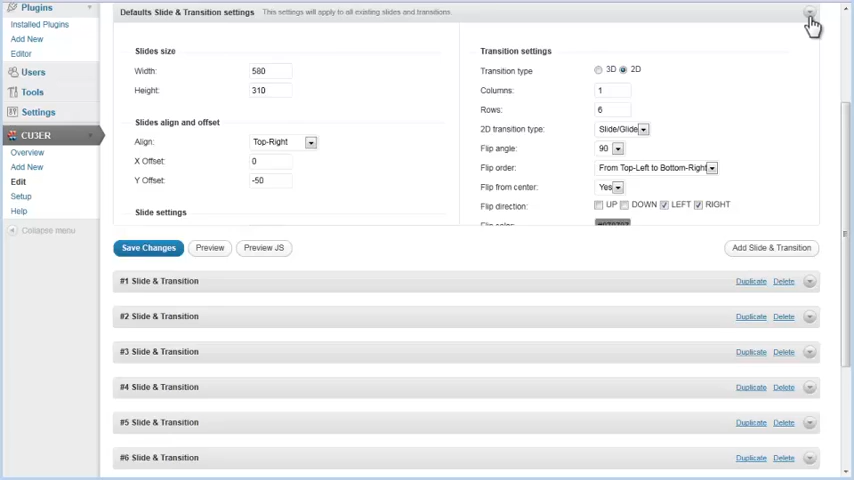 Plugins
Installed Plugins
Add New
Editor
Users
Tools
Settings
CU3ER
Overview
Add New
Edit
Setup
Help
Collapse menu
Defaults Slide & Transition settings This settings will apply to all existing slides and transitions.
Slides size
Width: 580
Height: 310
Slides align and offset
Align: Top-Right
X Offset: 0
Y Offset: -50
Slide settings
Transition settings
Transition type 3D 2D
Columns: 1
Rows: 6
2D transition type: Slide/Glide
Flip angle: 90
Flip order: From Top-Left to Bottom-Right
Flip from center: Yes
Flip direction: UP DOWN LEFT RIGHT
Flip color:
Save Changes Preview Preview JS Add Slide & Transition
#1 Slide & Transition Duplicate Delete
#2 Slide & Transition Duplicate Delete
#3 Slide & Transition Duplicate Delete
#4 Slide & Transition Duplicate Delete
#5 Slide & Transition Duplicate Delete
#6 Slide & Transition Duplicate Delete